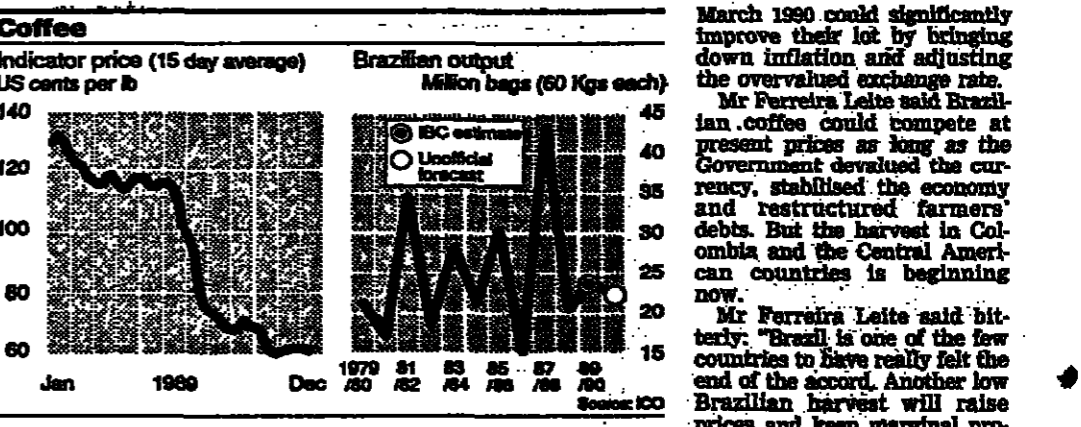 Coffee
Indicator price (15 day average)
US cents per lb
140
120
100
80
60
Jan
1989
Dec
Brazilian output
Million bags (60 Kgs each)
IBC estimate
Unofficial
forecast
45
40
35
30
25
20
15
1979 81 83 85 87 89
/80 /82 /84 /86 /88 /90
Source: ICO
March 1990 could significantly
improve their lot by bringing
down inflation and adjusting
the overvalued exchange rate.
Mr Ferreira Leite said Brazil-
ian coffee could compete at
present prices as long as the
Government devalued the cur-
rency, stabilised the economy
and restructured farmers'
debts. But the harvest in Col-
ombia and the Central Ameri-
can countries is beginning
now.
Mr Ferreira Leite said bit-
terly: "Brazil is one of the few
countries to have really felt the
end of the accord. Another low
Brazilian harvest will raise
prices and keep marginal pro-